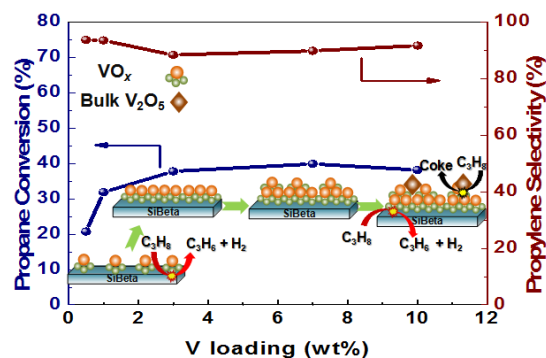 80
70
60
50
40
30
20
10
0
Propane Conversion (%)
100
80
60
40
20
0
Propylene Selectivity (%)
VOx
Bulk V2O5
Coke C3H8
SiBeta
SiBeta
SiBeta
C3H8
C3H6 + H2
C3H8
C3H6 + H2
SiBeta
0 2 4 6 8 10 12
V loading (wt%)